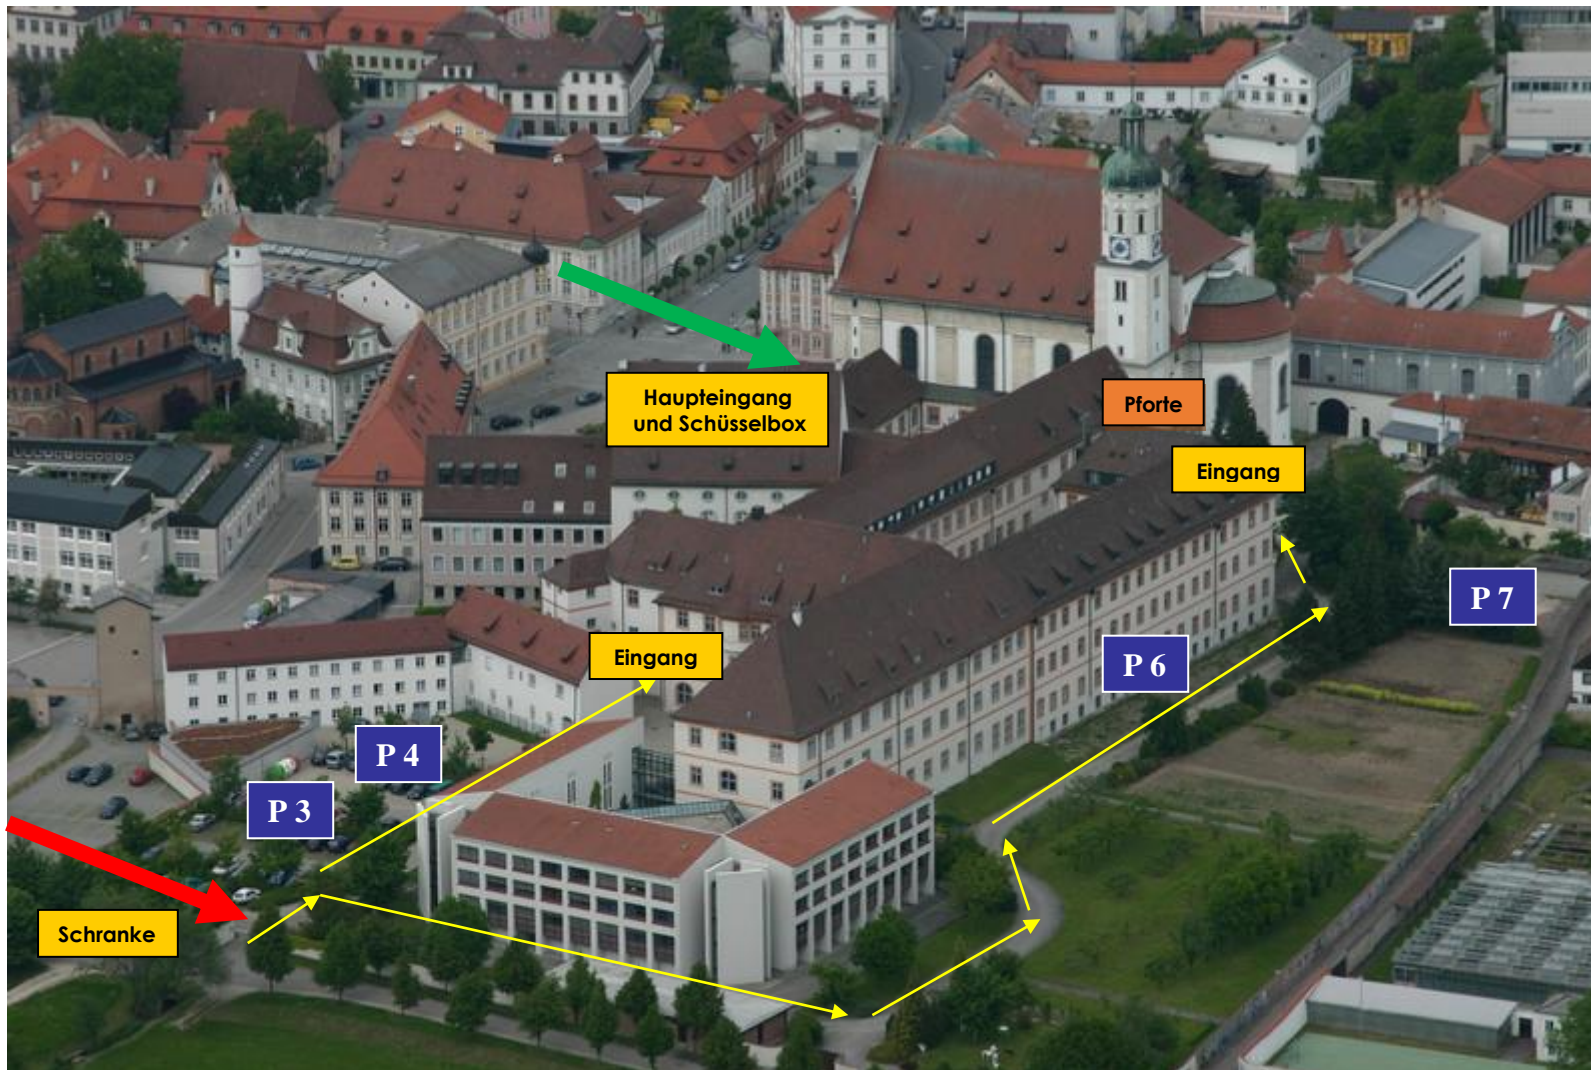 Haupteingang
und Schüsselbox
Pforte
Eingang
P 7
Eingang
P 6
P 4
P 3
Schranke